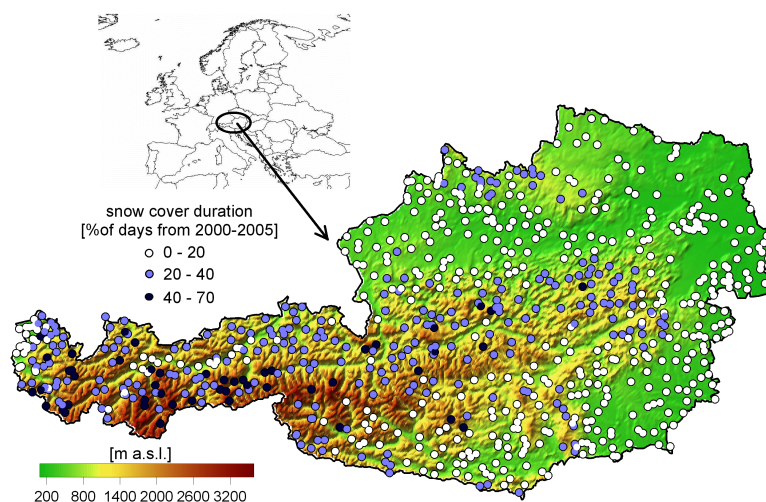 snow cover duration
[%of days from 2000-2005]
0 - 20
20 - 40
40 - 70
[m a.s.l.]
200 800 1400 2000 2600 3200